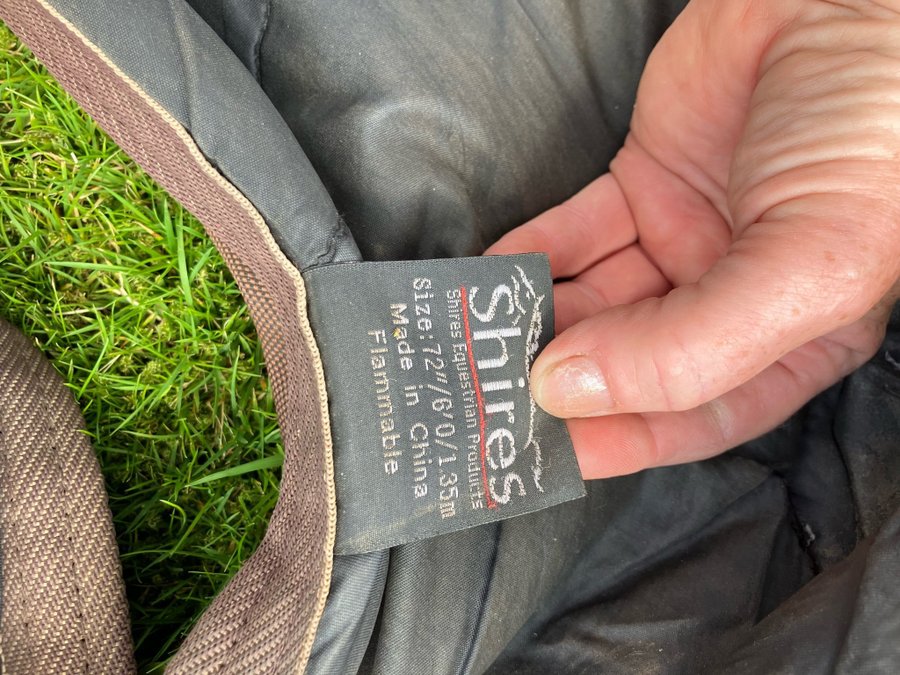 Shires
Shires Equestrian Products
Size: 72"/6'0/1.35m
Made in China
Flammable